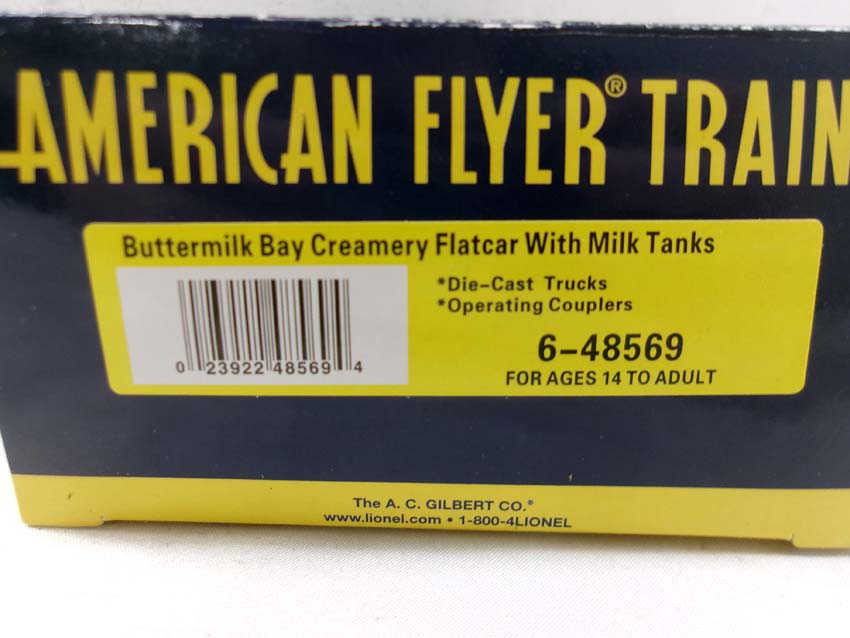 AMERICAN FLYER® TRAIN
Buttermilk Bay Creamery Flatcar With Milk Tanks
*Die-Cast Trucks
*Operating Couplers
6-48569
FOR AGES 14 TO ADULT
0 23922 48569 4
The A. C. GILBERT CO.®
www.lionel.com • 1-800-4LIONEL